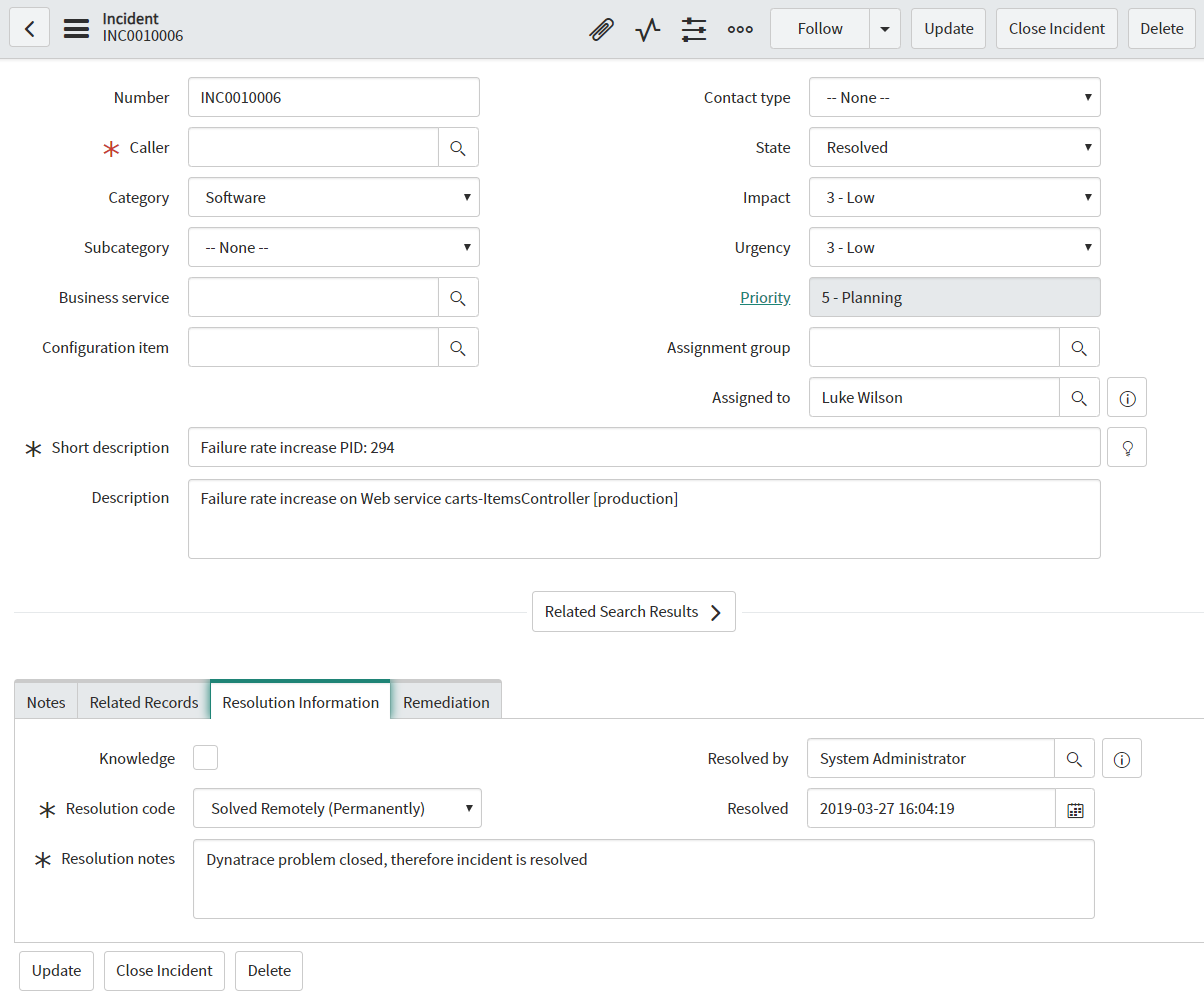 Incident
INC0010006
Follow
Update
Close Incident
Delete
Number INC0010006
Contact type -- None --
Caller
State Resolved
Category Software
Impact 3 - Low
Subcategory -- None --
Urgency 3 - Low
Business service
Priority 5 - Planning
Configuration item
Assignment group
Assigned to Luke Wilson
Short description Failure rate increase PID: 294
Description Failure rate increase on Web service carts-ItemsController [production]
Related Search Results
Notes
Related Records
Resolution Information
Remediation
Knowledge
Resolved by System Administrator
Resolution code Solved Remotely (Permanently)
Resolved 2019-03-27 16:04:19
Resolution notes Dynatrace problem closed, therefore incident is resolved
Update
Close Incident
Delete